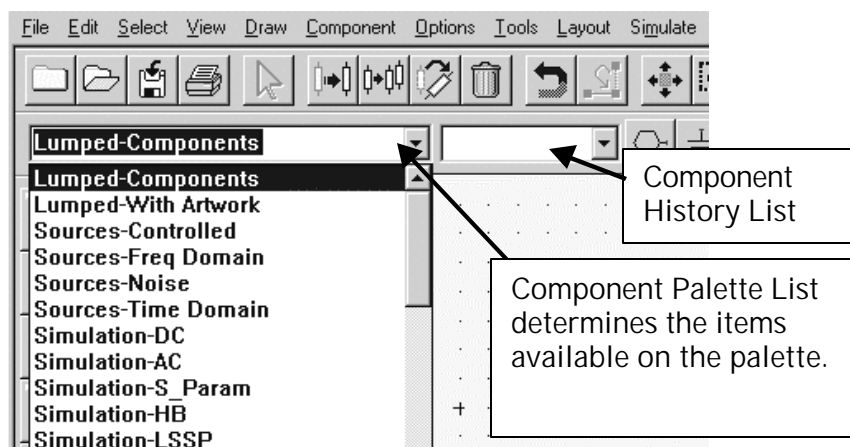 File Edit Select View Draw Component Options Tools Layout Simulate
Lumped-Components
Lumped-Components
Lumped-With Artwork
Sources-Controlled
Sources-Freq Domain
Sources-Noise
Sources-Time Domain
Simulation-DC
Simulation-AC
Simulation-S_Param
Simulation-HB
Simulation-LSSP
Component
History List
Component Palette List
determines the items
available on the palette.